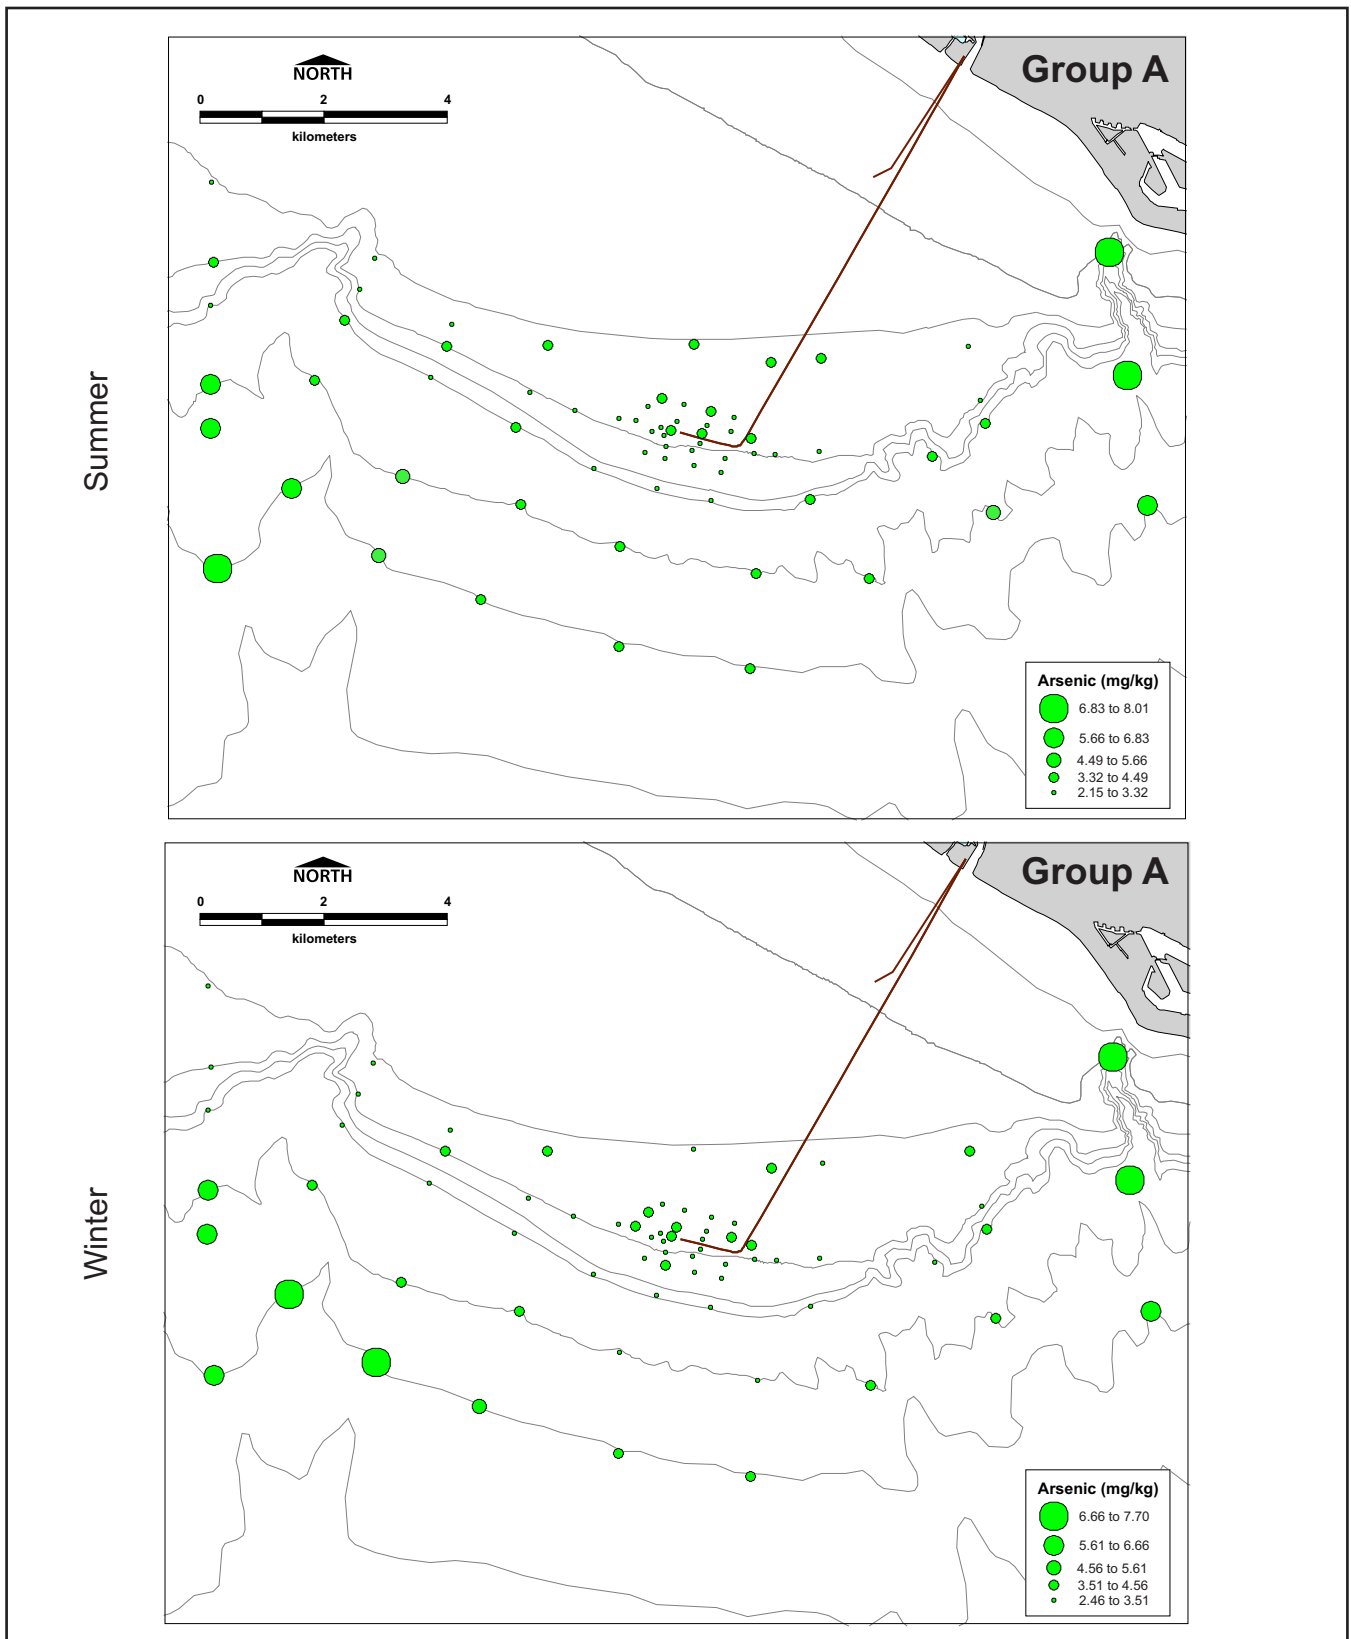 Summer
NORTH
Group A
0 2 4
kilometers
Arsenic (mg/kg)
6.83 to 8.01
5.66 to 6.83
4.49 to 5.66
3.32 to 4.49
2.15 to 3.32
Winter
NORTH
Group A
0 2 4
kilometers
Arsenic (mg/kg)
6.66 to 7.70
5.61 to 6.66
4.56 to 5.61
3.51 to 4.56
2.46 to 3.51